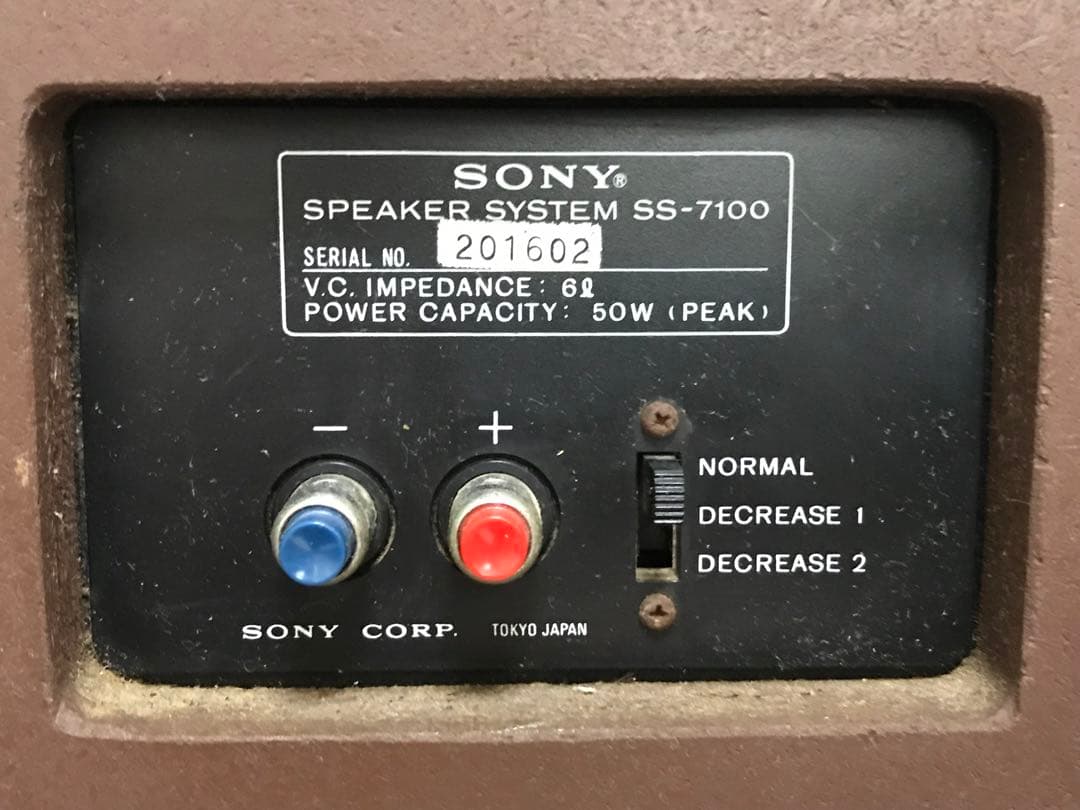 SONY®
SPEAKER SYSTEM SS-7100
SERIAL NO. 201602
V.C. IMPEDANCE: 6Ω
POWER CAPACITY: 50W (PEAK)
− +
NORMAL
DECREASE 1
DECREASE 2
SONY CORP. TOKYO JAPAN